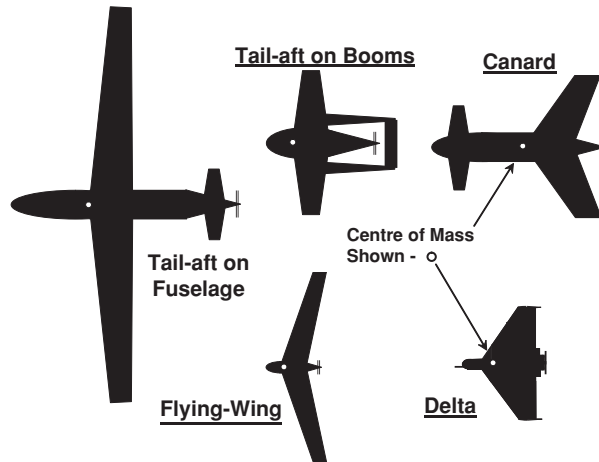 Tail-aft on Booms
Canard
Centre of Mass
Shown - o
Tail-aft on
Fuselage
Flying-Wing
Delta